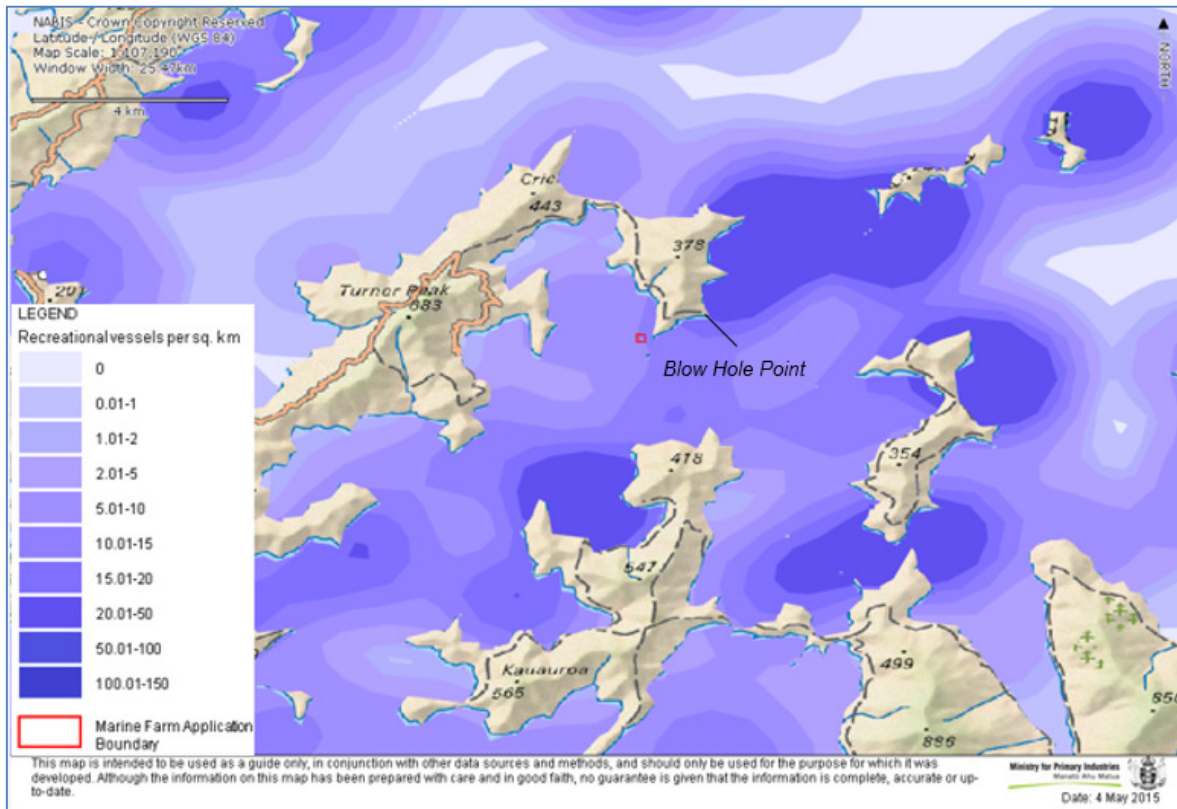 NABIS - Crown Copyright Reserved
Latitude / Longitude (WGS 84)
Map Scale: 1:107,190
Window Width: 25.47km
4 km
NORTH
Cric
443
378
Turner Peak
683
Blow Hole Point
201
418
354
547
Kauauroa
565
499
886
850
LEGEND
Recreational vessels per sq. km
0
0.01-1
1.01-2
2.01-5
5.01-10
10.01-15
15.01-20
20.01-50
50.01-100
100.01-150
Marine Farm Application
Boundary
This map is intended to be used as a guide only, in conjunction with other data sources and methods, and should only be used for the purpose for which it was
developed. Although the information on this map has been prepared with care and in good faith, no guarantee is given that the information is complete, accurate or up-
to-date.
Ministry for Primary Industries
Manatū Ahu Matua
Date: 4 May 2015